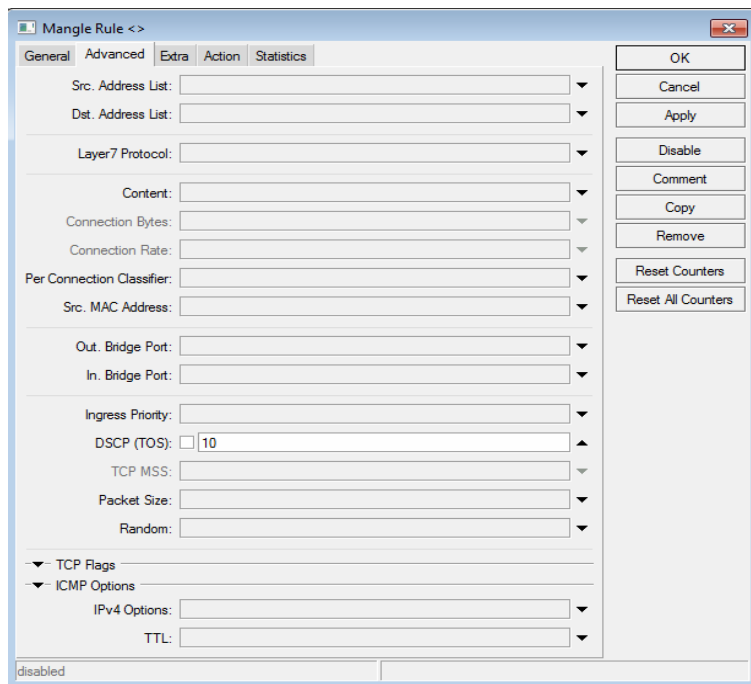 Mangle Rule <>
General Advanced Extra Action Statistics
OK
Src. Address List:
Cancel
Dst. Address List:
Apply
Layer7 Protocol:
Disable
Comment
Content:
Copy
Connection Bytes:
Remove
Connection Rate:
Reset Counters
Per Connection Classifier:
Reset All Counters
Src. MAC Address:
Out. Bridge Port:
In. Bridge Port:
Ingress Priority:
DSCP (TOS): 10
TCP MSS:
Packet Size:
Random:
TCP Flags
ICMP Options
IPv4 Options:
TTL:
disabled